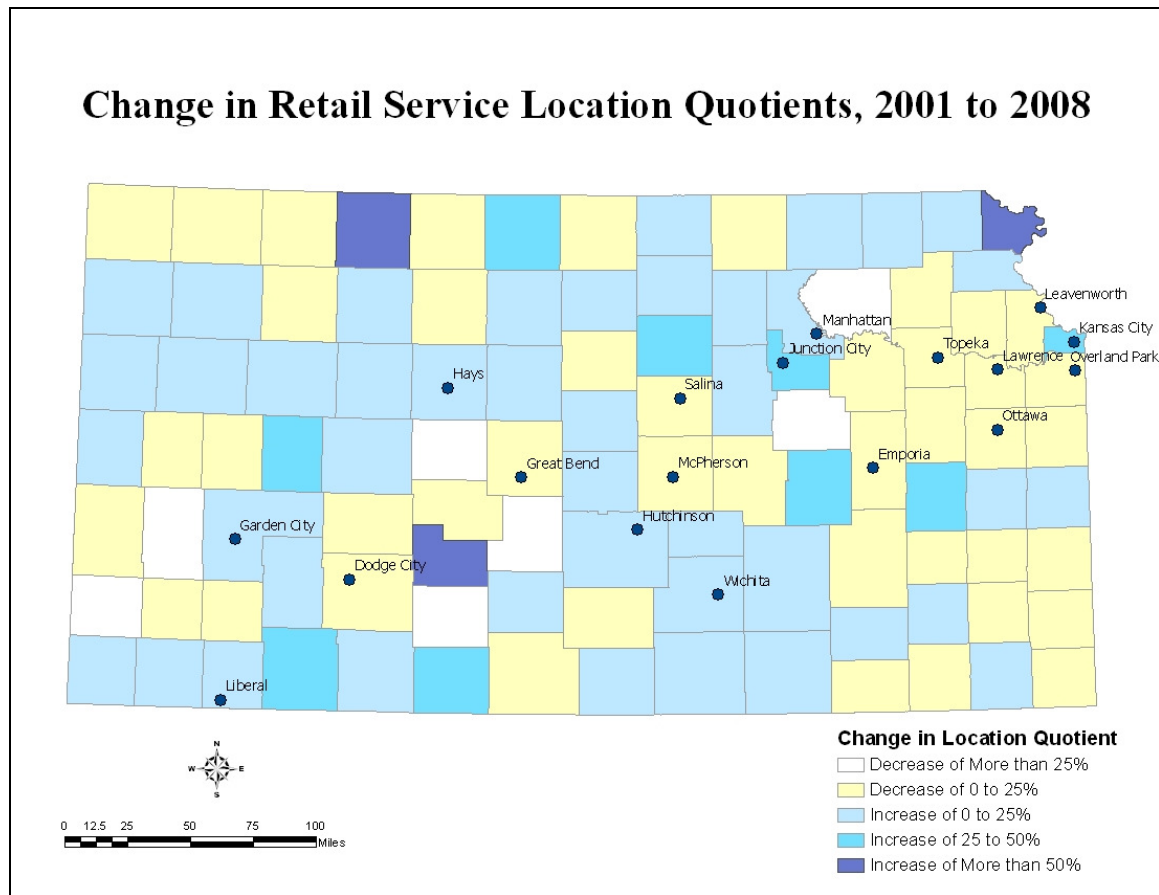 Change in Retail Service Location Quotients, 2001 to 2008
Leavenworth
Manhattan
Kansas City
Junction City
Topeka
Lawrence
Overland Park
Hays
Salina
Ottawa
Great Bend
McPherson
Emporia
Garden City
Hutchinson
Dodge City
Wichita
Liberal
N
W E
S
0 12.5 25 50 75 100
Miles
Change in Location Quotient
Decrease of More than 25%
Decrease of 0 to 25%
Increase of 0 to 25%
Increase of 25 to 50%
Increase of More than 50%